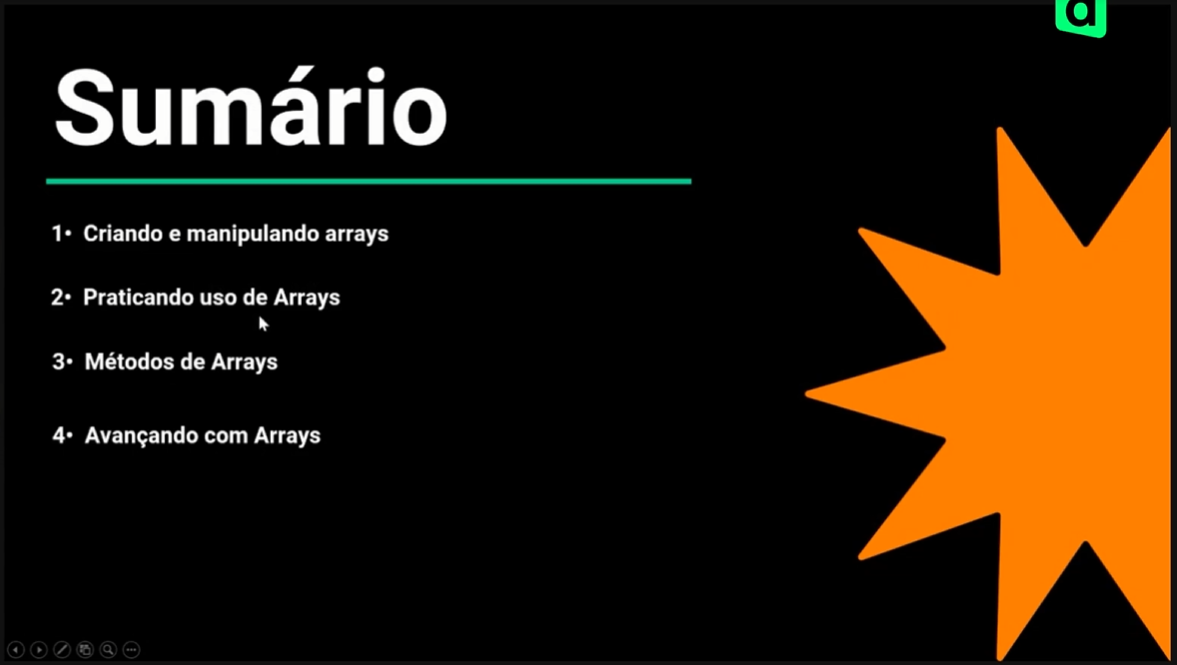 Sumário
1• Criando e manipulando arrays
2• Praticando uso de Arrays
3• Métodos de Arrays
4• Avançando com Arrays